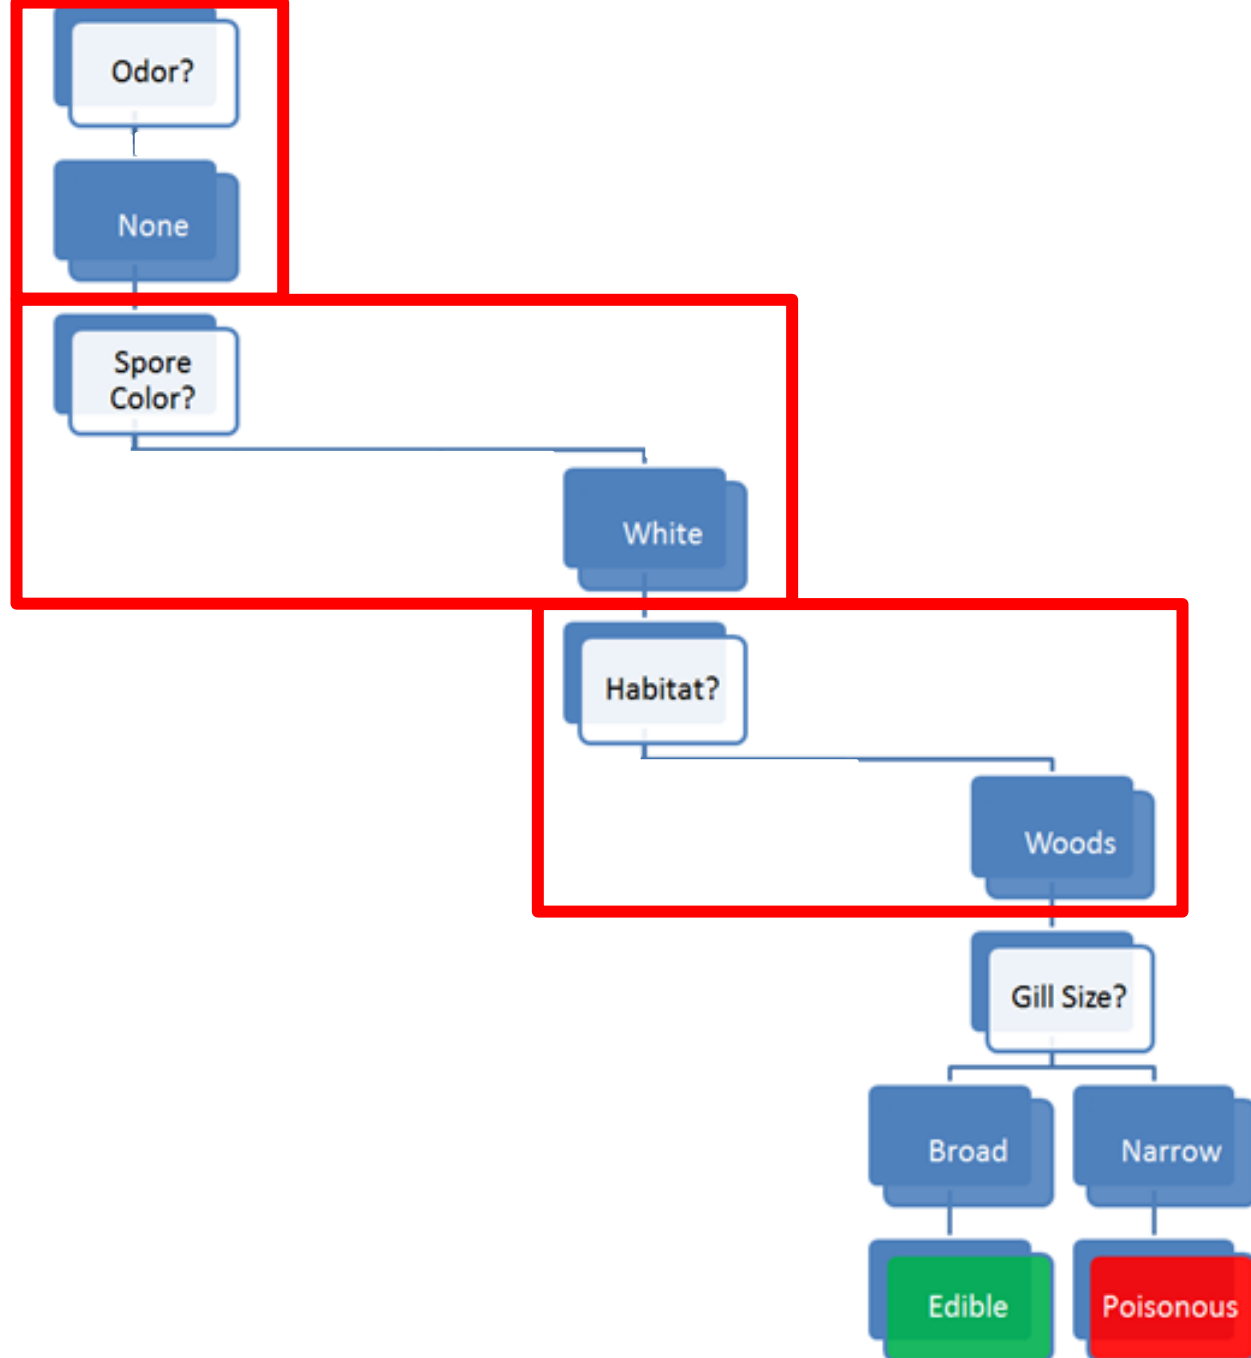 Odor?
None
Spore
Color?
White
Habitat?
Woods
Gill Size?
Broad
Narrow
Edible
Poisonous